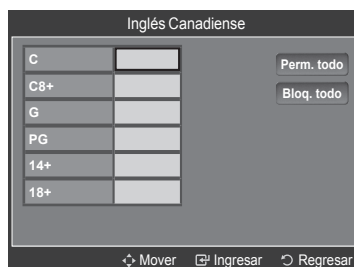 Inglés Canadiense
C
Perm. todo
C8+
Bloq. todo
G
PG
14+
18+
Mover Ingresar Regresar